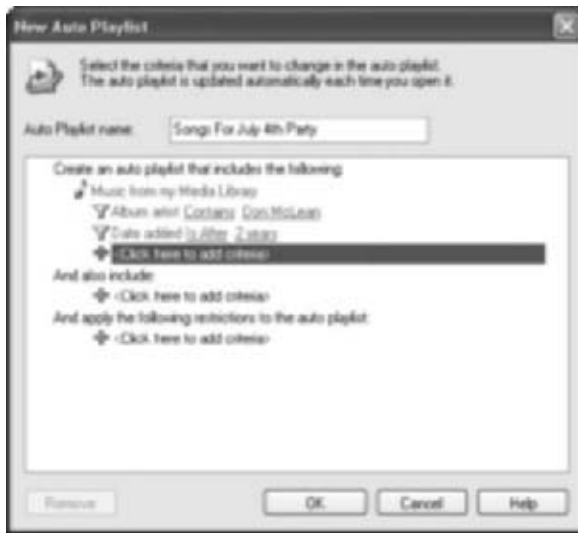 New Auto Playlist
Select the criteria that you want to change in the auto playlist.
The auto playlist is updated automatically each time you open it.
Auto Playlist name: Songs For July 4th Party
Create an auto playlist that includes the following:
Music from my Media Library
Album artist Contains Don McLean
Date added Is After 2 years
<Click here to add criteria>
And also include:
<Click here to add criteria>
And apply the following restrictions to the auto playlist:
<Click here to add criteria>
Remove OK Cancel Help